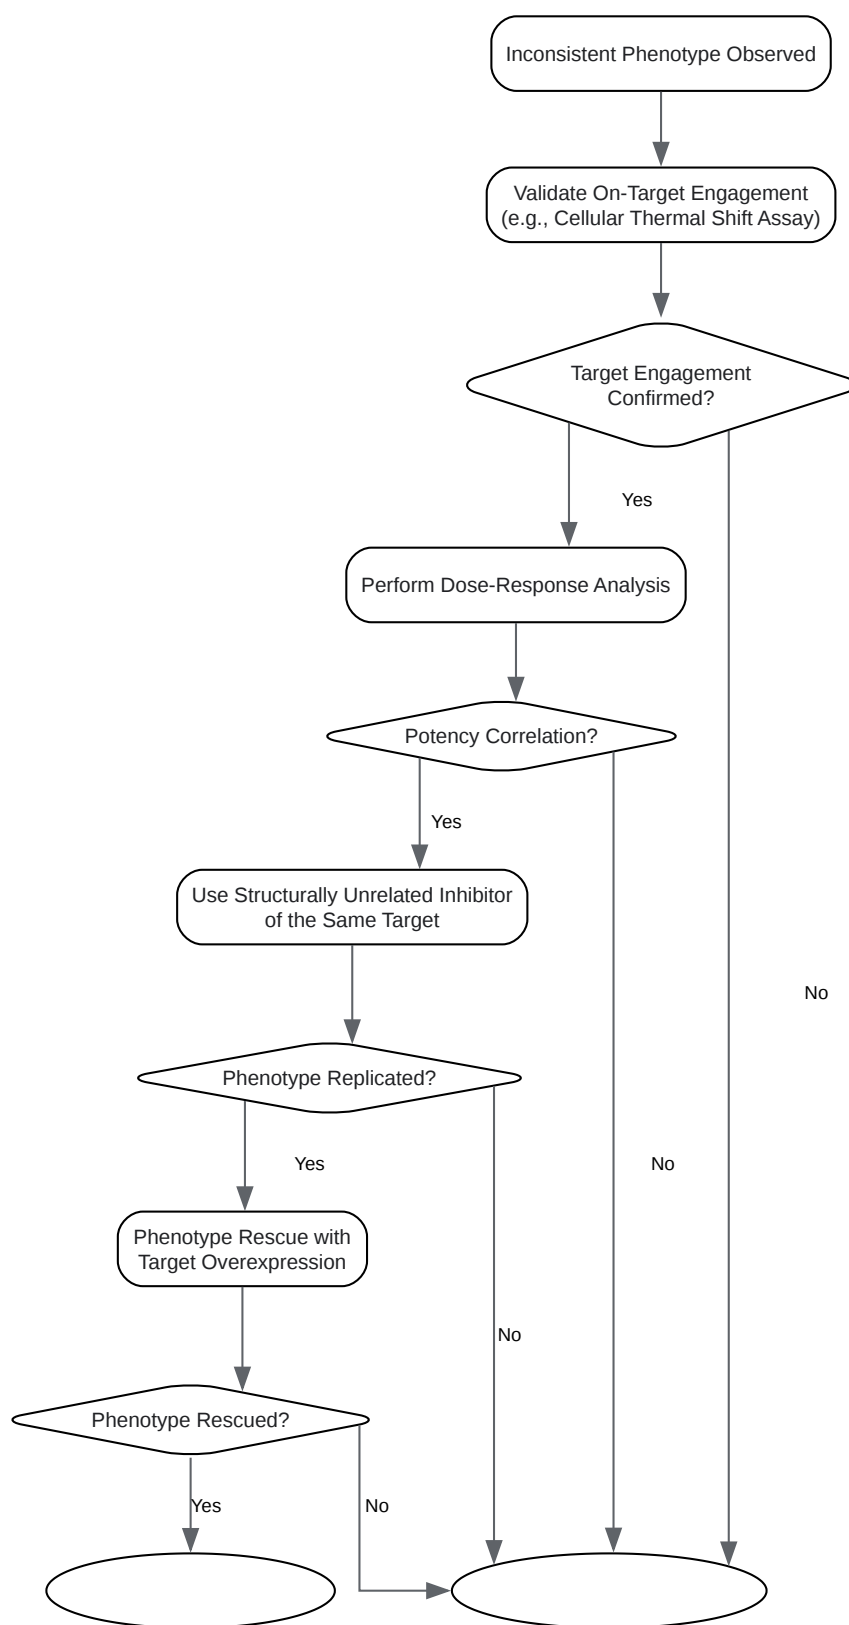 Inconsistent Phenotype Observed
Validate On-Target Engagement
(e.g., Cellular Thermal Shift Assay)
Target Engagement
Confirmed?
Yes
Perform Dose-Response Analysis
Potency Correlation?
Yes
Use Structurally Unrelated Inhibitor
of the Same Target
No
Phenotype Replicated?
Yes
No
Phenotype Rescue with
Target Overexpression
No
Phenotype Rescued?
Yes
No